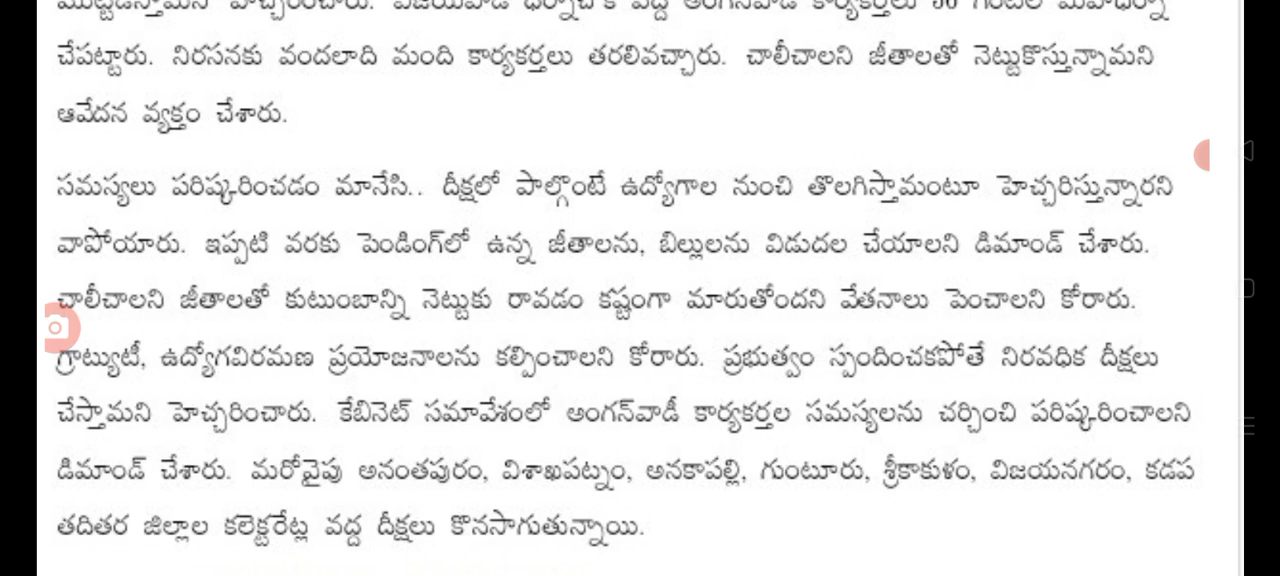 చేపట్టారు. నిరసనకు వందలాది మంది కార్యకర్తలు తరలివచ్చారు. చాలీచాలని జీతాలతో నెట్టుకొస్తున్నామని
ఆవేదన వ్యక్తం చేశారు.
సమస్యలు పరిష్కరించడం మానేసి.. దీక్షలో పాల్గొంటే ఉద్యోగాల నుంచి తొలగిస్తామంటూ హెచ్చరిస్తున్నారని
వాపోయారు. ఇప్పటి వరకు పెండింగ్‌లో ఉన్న జీతాలను, బిల్లులను విడుదల చేయాలని డిమాండ్ చేశారు.
చాలీచాలని జీతాలతో కుటుంబాన్ని నెట్టుకు రావడం కష్టంగా మారుతోందని వేతనాలు పెంచాలని కోరారు.
గ్రాట్యుటీ, ఉద్యోగవిరమణ ప్రయోజనాలను కల్పించాలని కోరారు. ప్రభుత్వం స్పందించకపోతే నిరవధిక దీక్షలు
చేస్తామని హెచ్చరించారు. కేబినెట్ సమావేశంలో అంగన్‌వాడీ కార్యకర్తల సమస్యలను చర్చించి పరిష్కరించాలని
డిమాండ్ చేశారు. మరోవైపు అనంతపురం, విశాఖపట్నం, అనకాపల్లి, గుంటూరు, శ్రీకాకుళం, విజయనగరం, కడప
తదితర జిల్లాల కలెక్టరేట్ల వద్ద దీక్షలు కొనసాగుతున్నాయి.